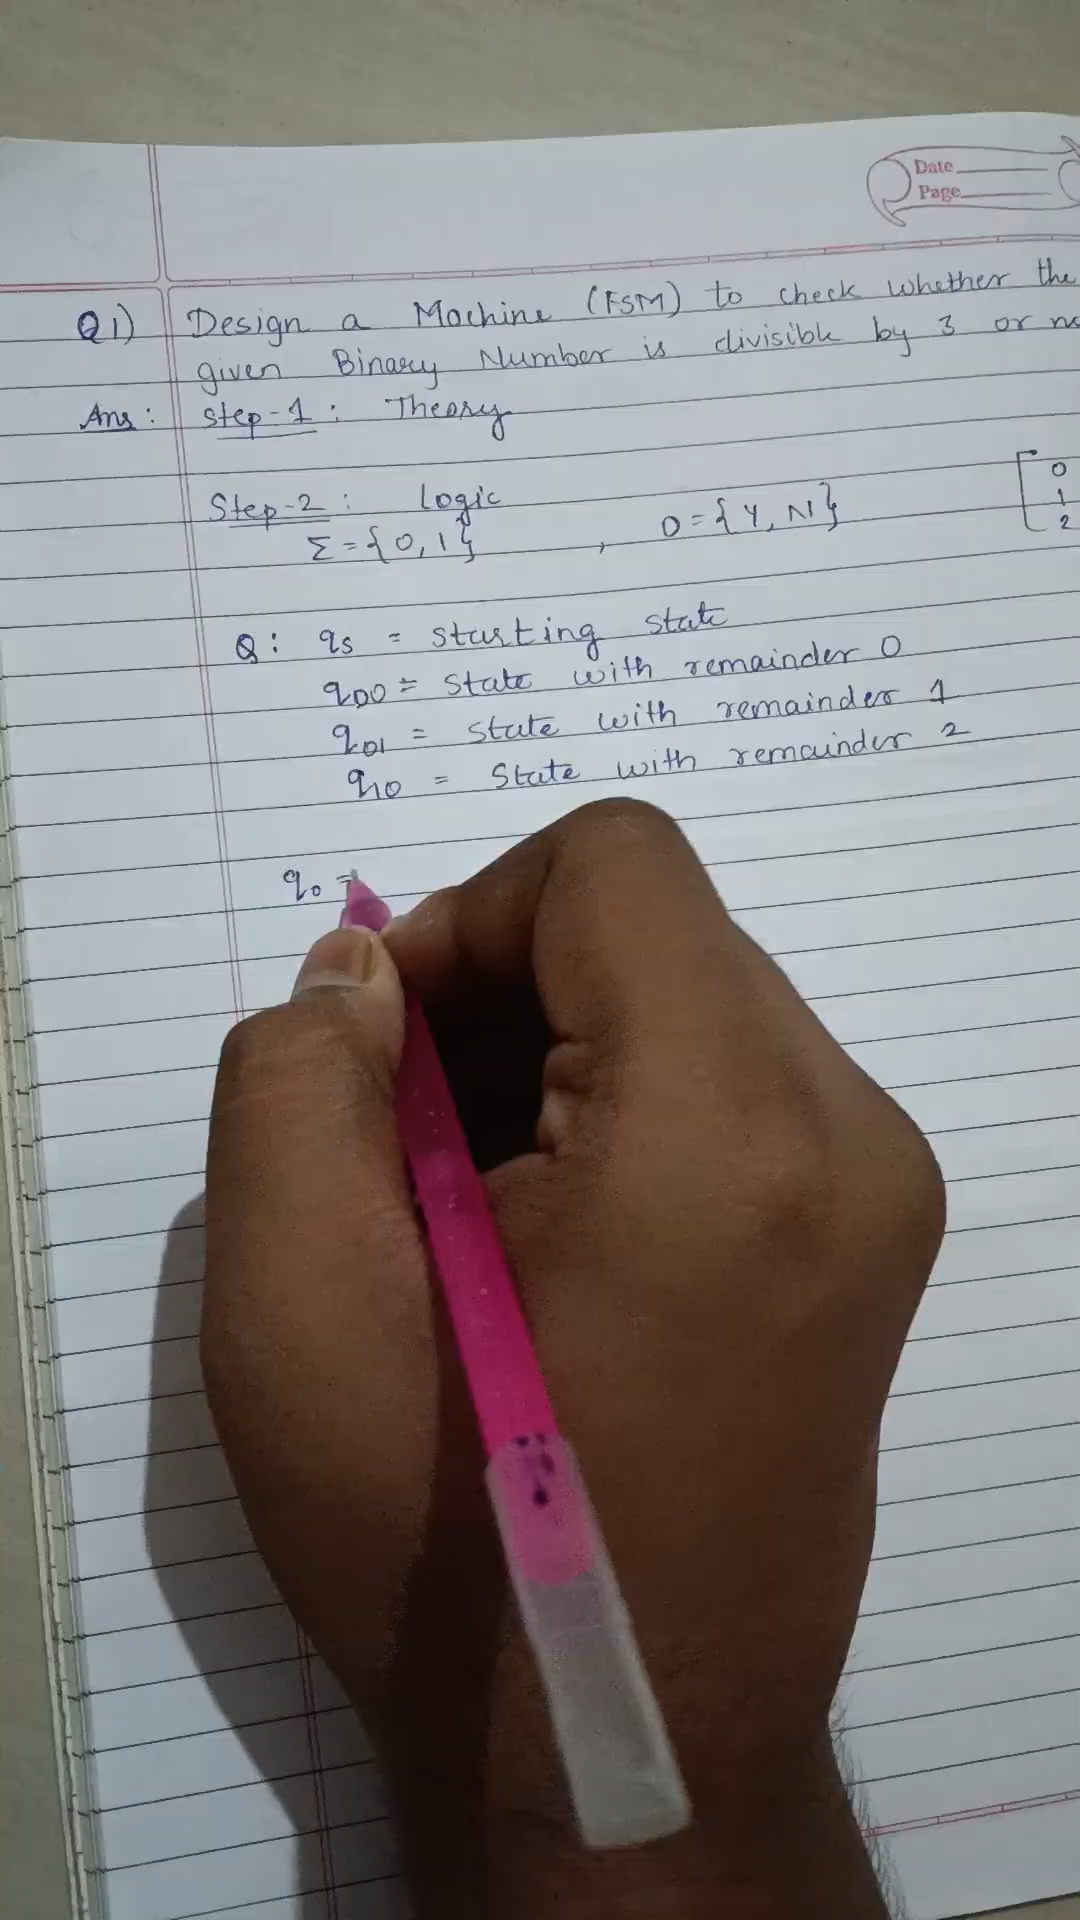 Date
Page
Q1) Design a Machine (FSM) to check whether the
given Binary Number is divisible by 3 or no
Ans: Step-1: Theory
Step-2: Logic
Σ = {0, 1}, O = {Y, N}
0
1
2
Q: qs = starting state
q00 = state with remainder 0
q01 = state with remainder 1
q10 = state with remainder 2
q0 =